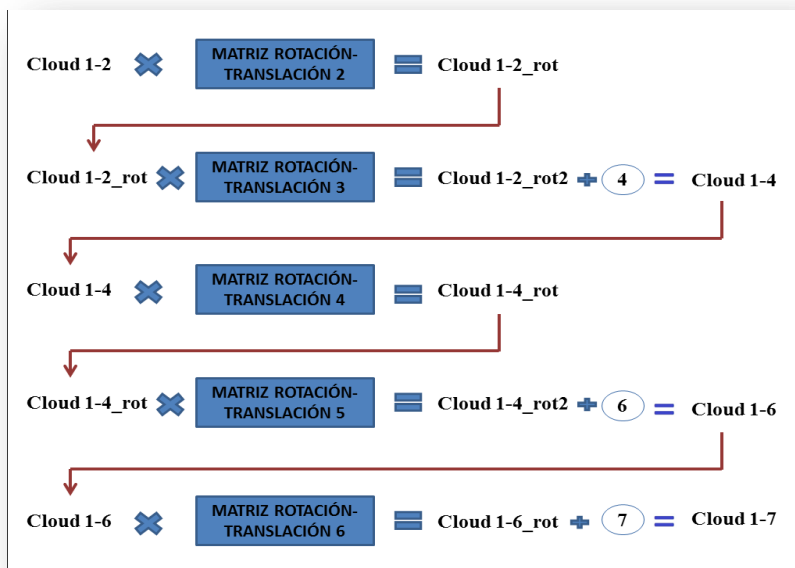 Cloud 1-2
MATRIZ ROTACIÓN-
TRANSLACIÓN 2
Cloud 1-2_rot
Cloud 1-2_rot
MATRIZ ROTACIÓN-
TRANSLACIÓN 3
Cloud 1-2_rot2
4
Cloud 1-4
Cloud 1-4
MATRIZ ROTACIÓN-
TRANSLACIÓN 4
Cloud 1-4_rot
Cloud 1-4_rot
MATRIZ ROTACIÓN-
TRANSLACIÓN 5
Cloud 1-4_rot2
6
Cloud 1-6
Cloud 1-6
MATRIZ ROTACIÓN-
TRANSLACIÓN 6
Cloud 1-6_rot
7
Cloud 1-7